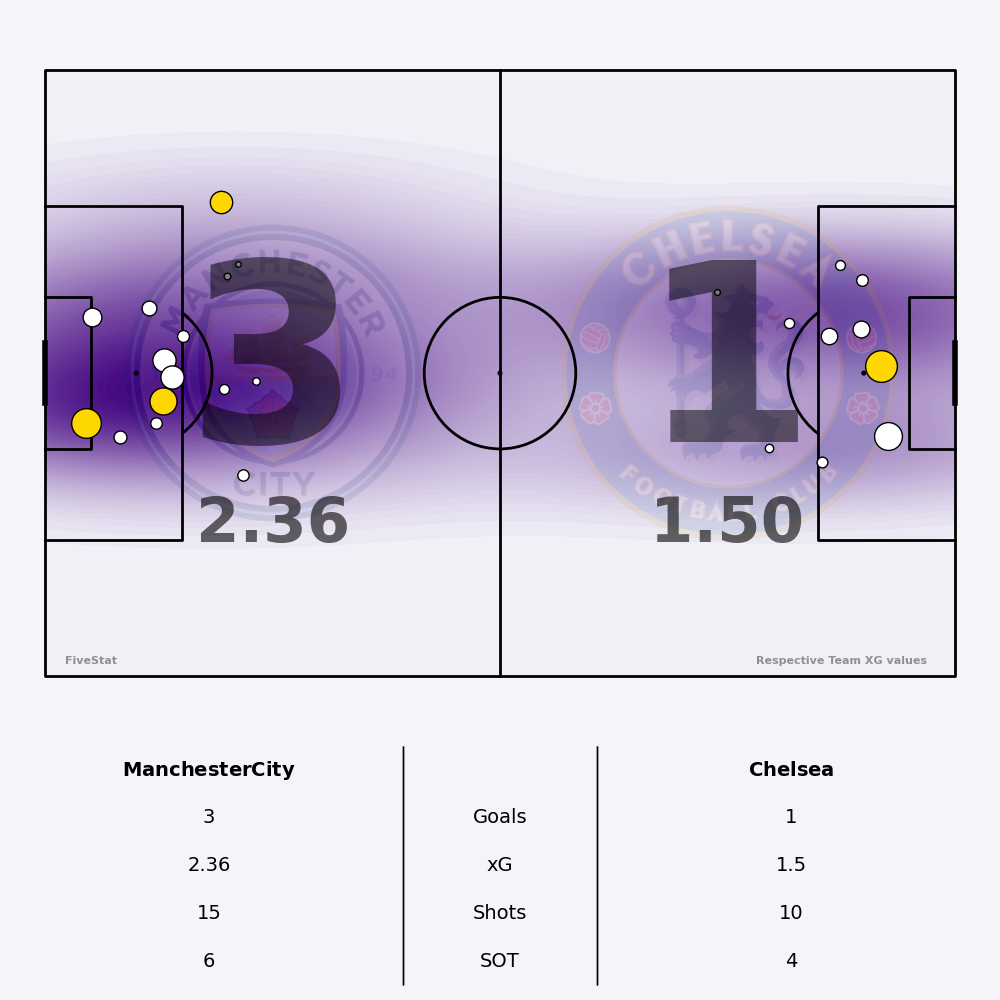 MANCHESTER
94
CITY
CHELSEA
FOOTBALL CLUB
3
1
2.36
1.50
FiveStat
Respective Team XG values
ManchesterCity
Chelsea
3
Goals
1
2.36
xG
1.5
15
Shots
10
6
SOT
4